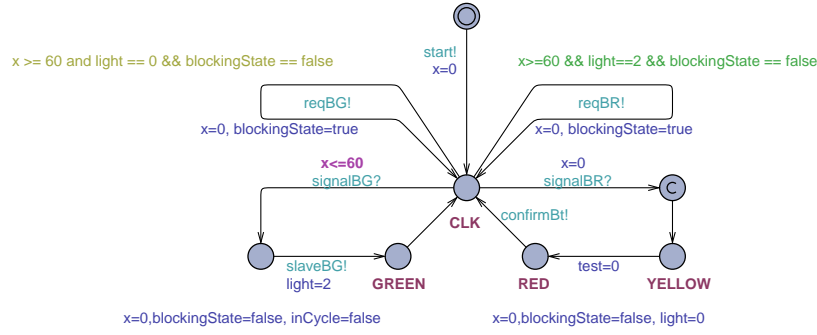 start!
x=0
x >= 60 and light == 0 && blockingState == false
x>=60 && light==2 && blockingState == false
reqBG!
reqBR!
x=0, blockingState=true
x=0, blockingState=true
x<=60
x=0
signalBG?
signalBR?
C
CLK
confirmBt!
slaveBG!
light=2
GREEN
RED
test=0
YELLOW
x=0,blockingState=false, inCycle=false
x=0,blockingState=false, light=0